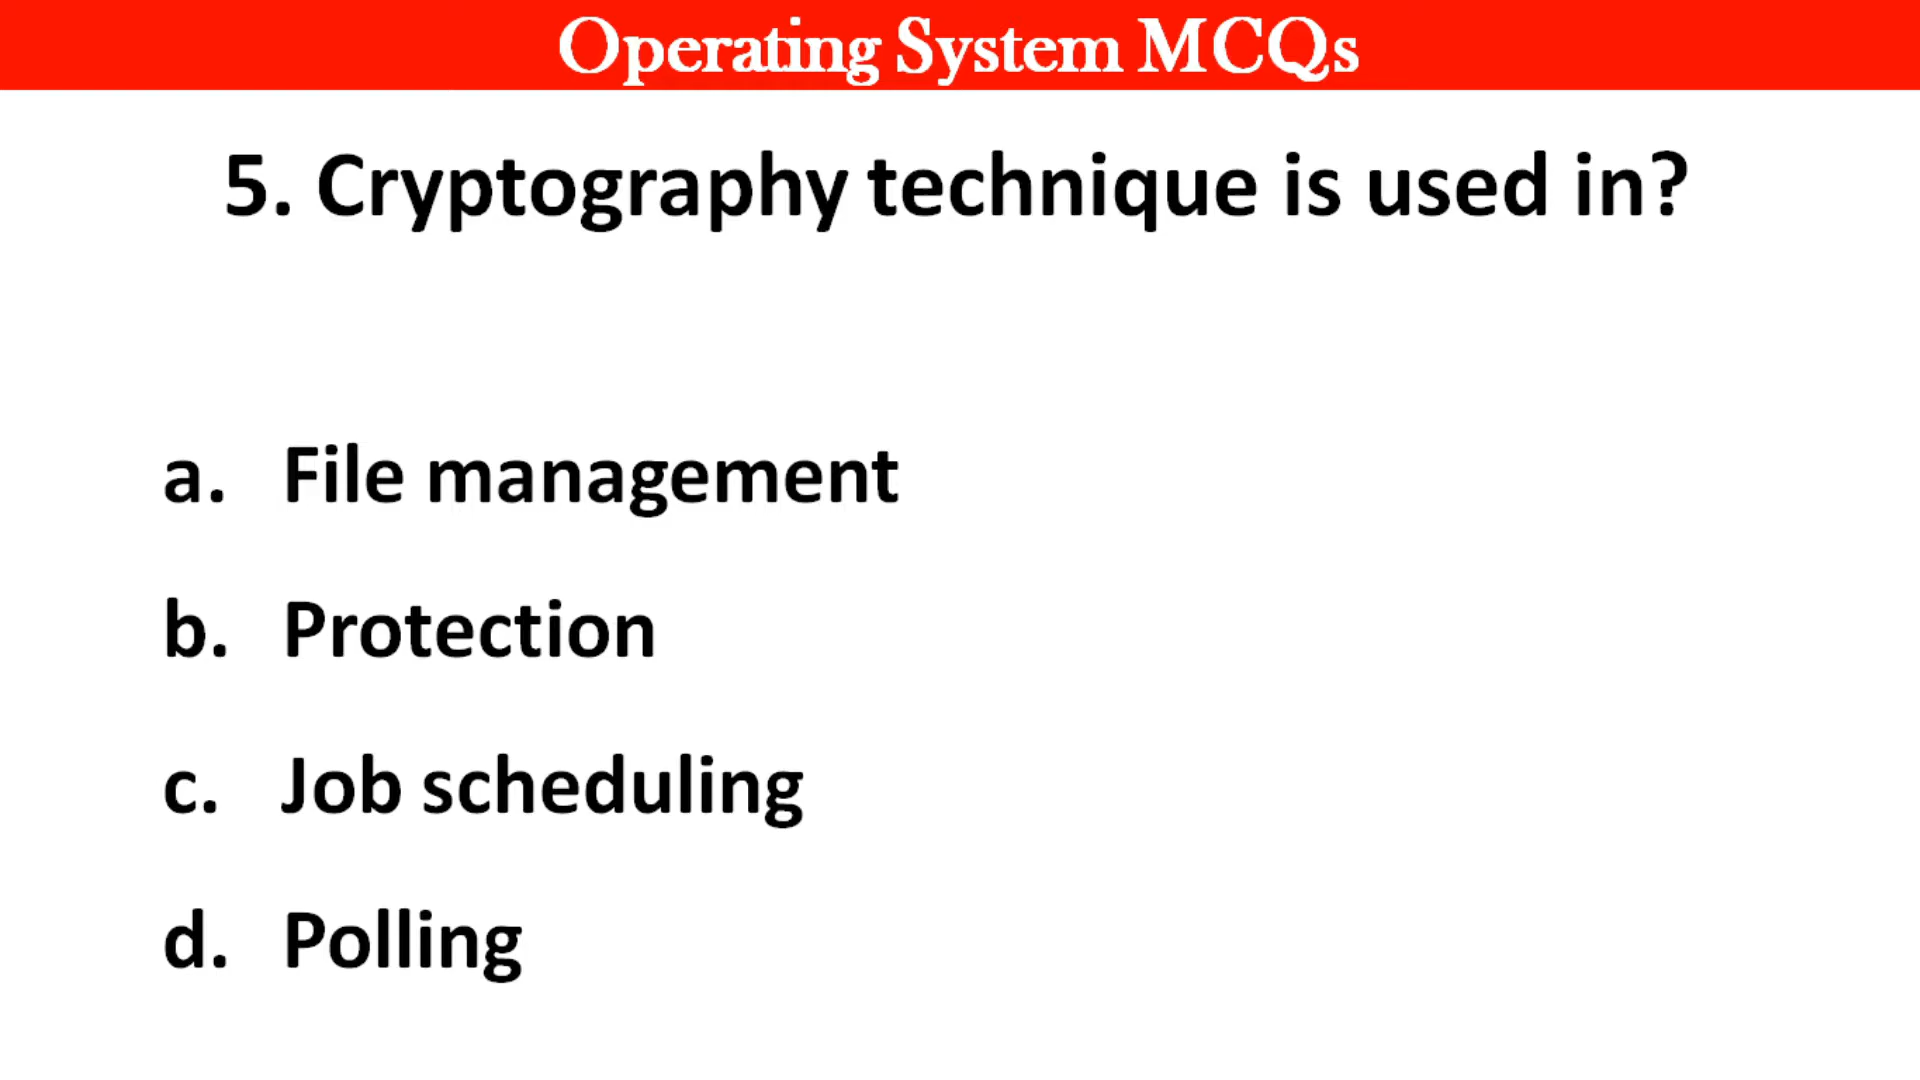 Operating System MCQs
5. Cryptography technique is used in?
a. File management
b. Protection
c. Job scheduling
d. Polling